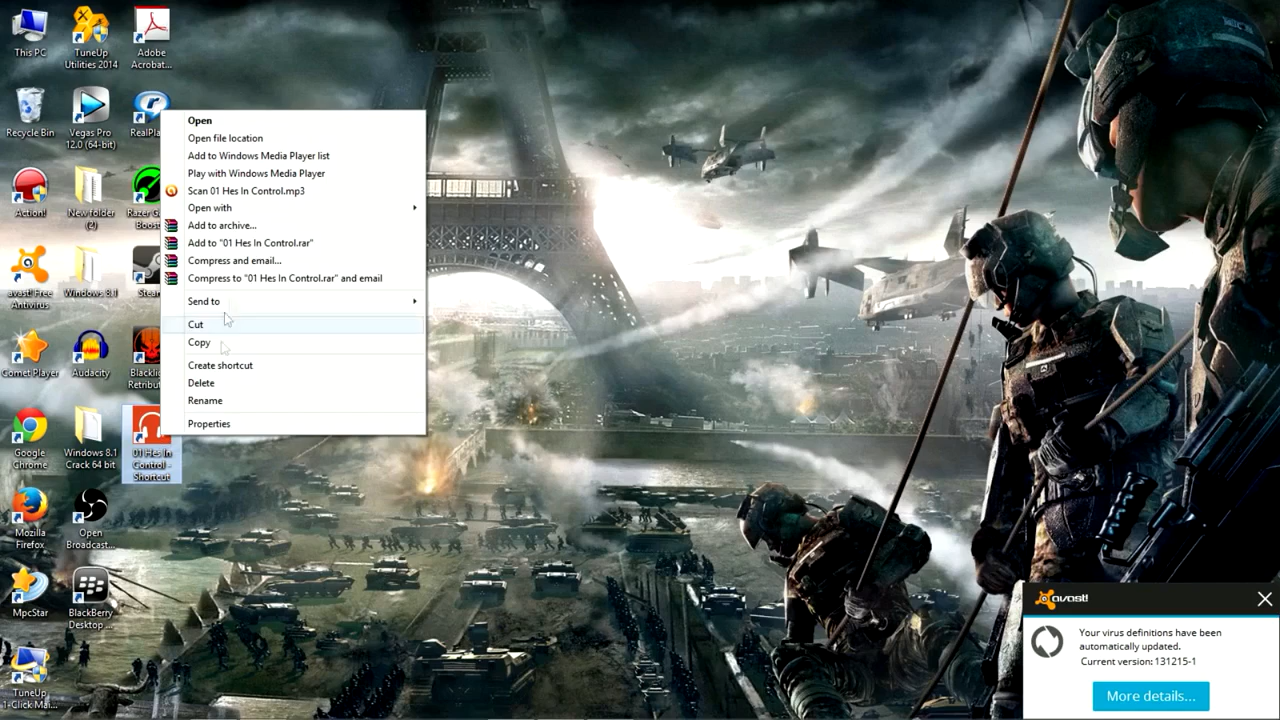 This PC
TuneUp
Utilities 2014
Adobe
Acrobat...
Recycle Bin
Vegas Pro
12.0 (64-bit)
RealPla
Action!
New folder
(2)
Razer G
Boost
avast! Free
Antivirus
Windows 8.1
Stea
Comet Player
Audacity
Blackli
Retribut
Google
Chrome
Windows 8.1
Crack 64 bit
01 Hes In
Control -
Shortcut
Mozilla
Firefox
Open
Broadcast...
MpcStar
BlackBerry
Desktop ...
TuneUp
1-Click Mai...
Open
Open file location
Add to Windows Media Player list
Play with Windows Media Player
Scan 01 Hes In Control.mp3
Open with
Add to archive...
Add to "01 Hes In Control.rar"
Compress and email...
Compress to "01 Hes In Control.rar" and email
Send to
Cut
Copy
Create shortcut
Delete
Rename
Properties
avast!
Your virus definitions have been
automatically updated.
Current version: 131215-1
More details...